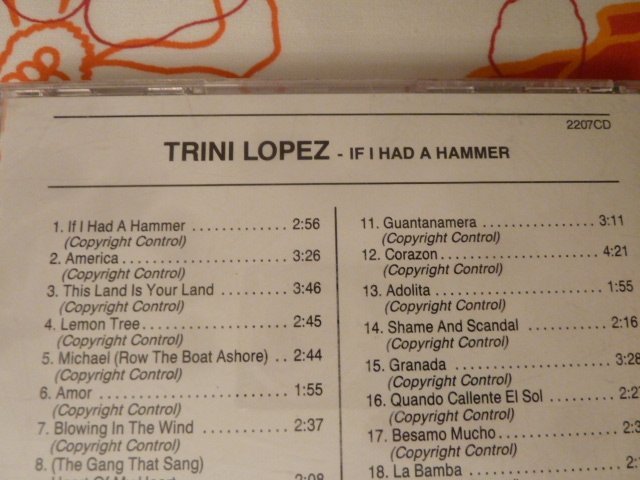 2207CD
TRINI LOPEZ - IF I HAD A HAMMER
1. If I Had A Hammer .......... 2:56
(Copyright Control)
2. America .......... 3:26
(Copyright Control)
3. This Land Is Your Land .......... 3:46
(Copyright Control)
4. Lemon Tree .......... 2:45
(Copyright Control)
5. Michael (Row The Boat Ashore) .. 2:44
(Copyright Control)
6. Amor .......... 1:55
(Copyright Control)
7. Blowing In The Wind .......... 2:37
(Copyright Control)
8. (The Gang That Sang)
11. Guantanamera .......... 3:11
(Copyright Control)
12. Corazon .......... 4:21
(Copyright Control)
13. Adolita .......... 1:55
(Copyright Control)
14. Shame And Scandal .......... 2:16
(Copyright Control)
15. Granada .......... 3:28
(Copyright Control)
16. Quando Caliente El Sol .......... 2:27
(Copyright Control)
17. Besamo Mucho ..........
(Copyright Control)
18. La Bamba ..........